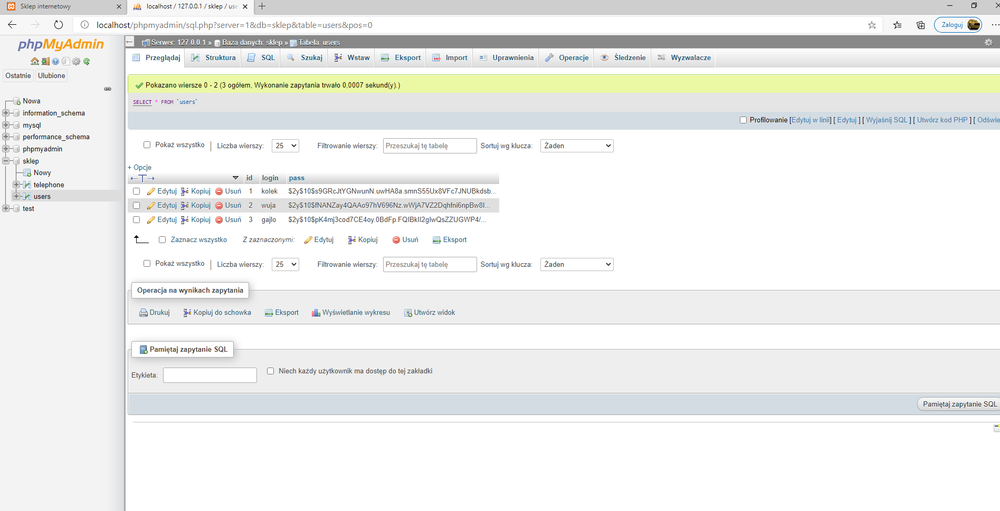 Sklep internetowy
localhost / 127.0.0.1 / sklep / use
localhost/phpmyadmin/sql.php?server=1&db=sklep&table=users&pos=0
Zaloguj
phpMyAdmin
Ostatnie Ulubione
Nowa
information_schema
mysql
performance_schema
phpmyadmin
sklep
Nowy
telephone
users
test
Serwer: 127.0.0.1 » Baza danych: sklep » Tabela: users
Przeglądaj Struktura SQL Szukaj Wstaw Eksport Import Uprawnienia Operacje Śledzenie Wyzwalacze
Pokazano wiersze 0 - 2 (3 ogółem, Wykonanie zapytania trwało 0,0007 sekund(y).)
SELECT * FROM `users`
Profilowanie [Edytuj w linii] [ Edytuj ] [ Wyjaśnij SQL ] [ Utwórz kod PHP ] [ Odświe
Pokaż wszystko | Liczba wierszy: 25 Filtrowanie wierszy: Przeszukaj tę tabelę Sortuj wg klucza: Żaden
+ Opcje
←T→ id login pass
Edytuj Kopiuj Usuń 1 kolek $2y$10$s9GRcJtYGNwunN.uwHA8a.smnS55Ux8VFc7JNUBkdsb...
Edytuj Kopiuj Usuń 2 wuja $2y$10$fNANZay4QAAo97hV696Nz.wWjA7VZ2Dqhfni6npBw8I...
Edytuj Kopiuj Usuń 3 gajlo $2y$10$pK4mj3cod7CE4oy.0BdFp.FQIBkII2gIwQsZZUGWP4/...
Zaznacz wszystko Z zaznaczonymi: Edytuj Kopiuj Usuń Eksport
Pokaż wszystko | Liczba wierszy: 25 Filtrowanie wierszy: Przeszukaj tę tabelę Sortuj wg klucza: Żaden
Operacja na wynikach zapytania
Drukuj Kopiuj do schowka Eksport Wyświetlanie wykresu Utwórz widok
Pamiętaj zapytanie SQL
Etykieta: Niech każdy użytkownik ma dostęp do tej zakładki
Pamiętaj zapytanie SQL